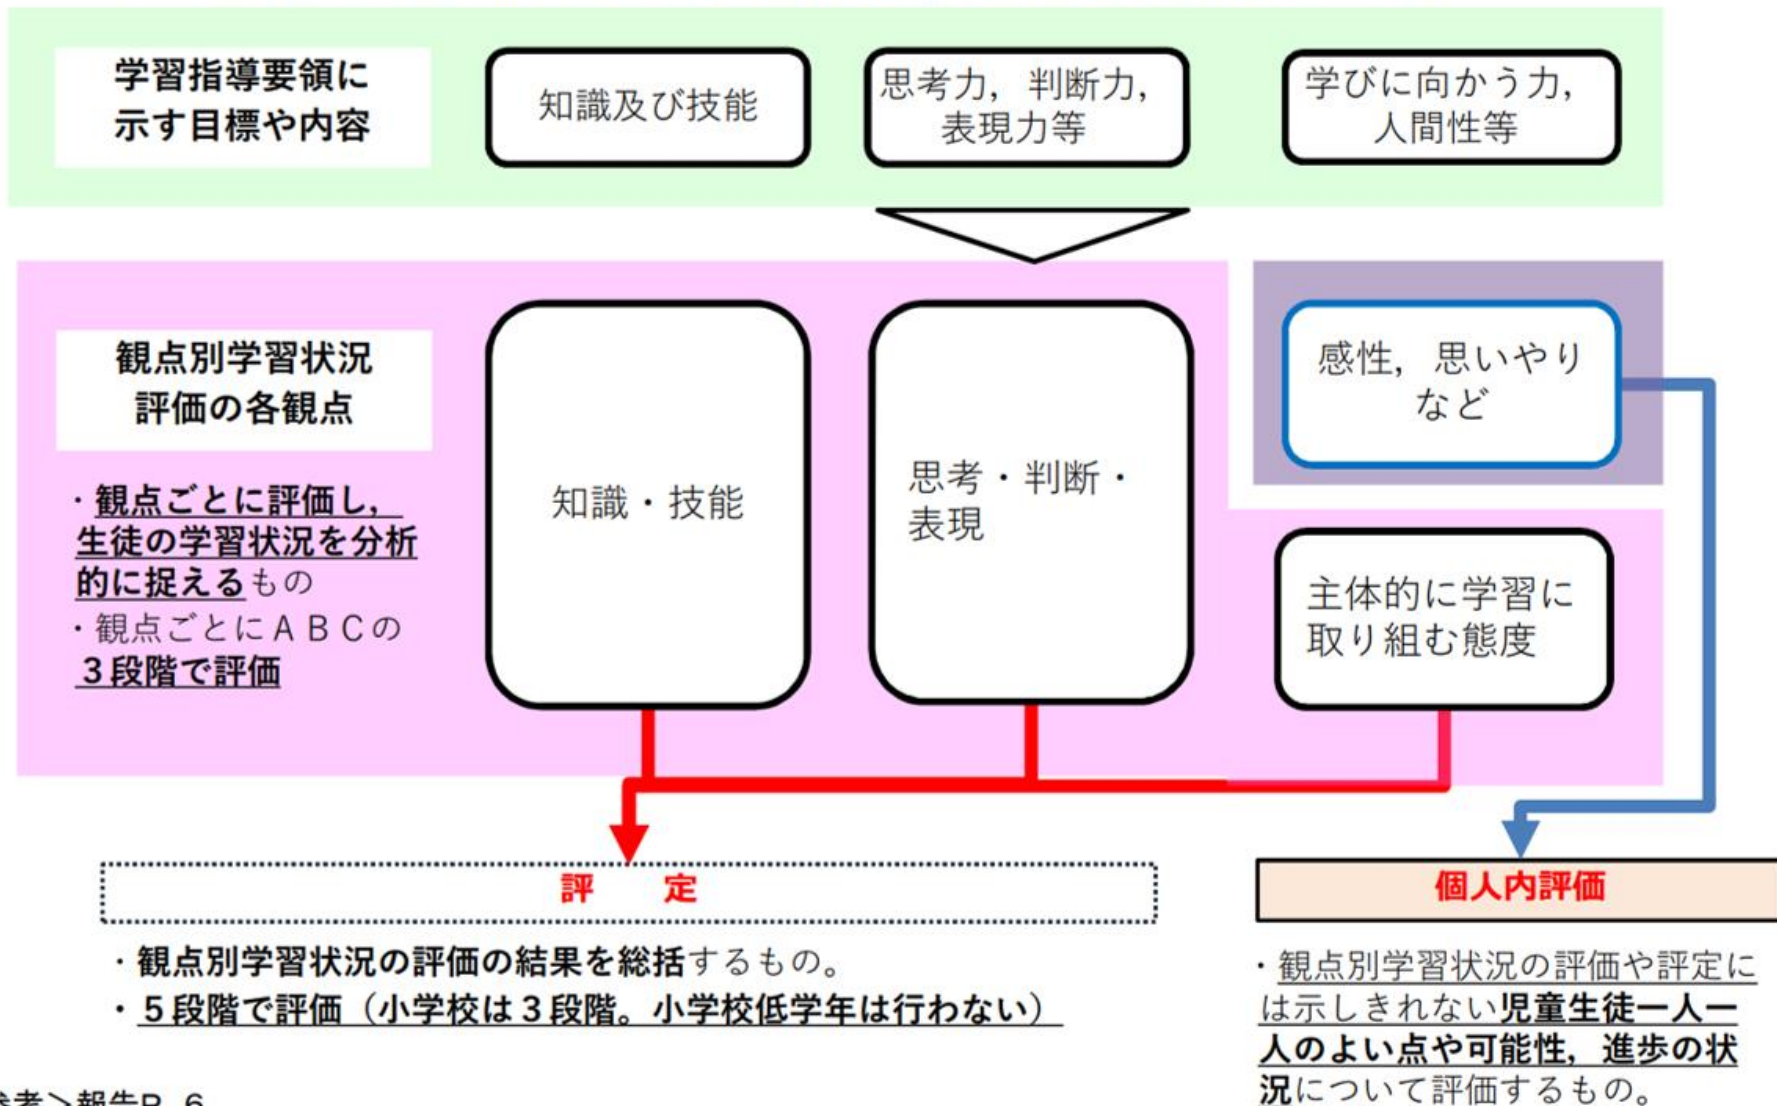 学習指導要領に
示す目標や内容
知識及び技能
思考力，判断力，
表現力等
学びに向かう力，
人間性等
観点別学習状況
評価の各観点
・観点ごとに評価し，
生徒の学習状況を分析
的に捉えるもの
・観点ごとにＡＢＣの
３段階で評価
知識・技能
思考・判断・
表現
感性，思いやり
など
主体的に学習に
取り組む態度
評　定
・観点別学習状況の評価の結果を総括するもの。
・５段階で評価（小学校は３段階。小学校低学年は行わない）
個人内評価
・観点別学習状況の評価や評定に
は示しきれない児童生徒一人一
人のよい点や可能性，進歩の状
況について評価するもの。
＞報告P．6